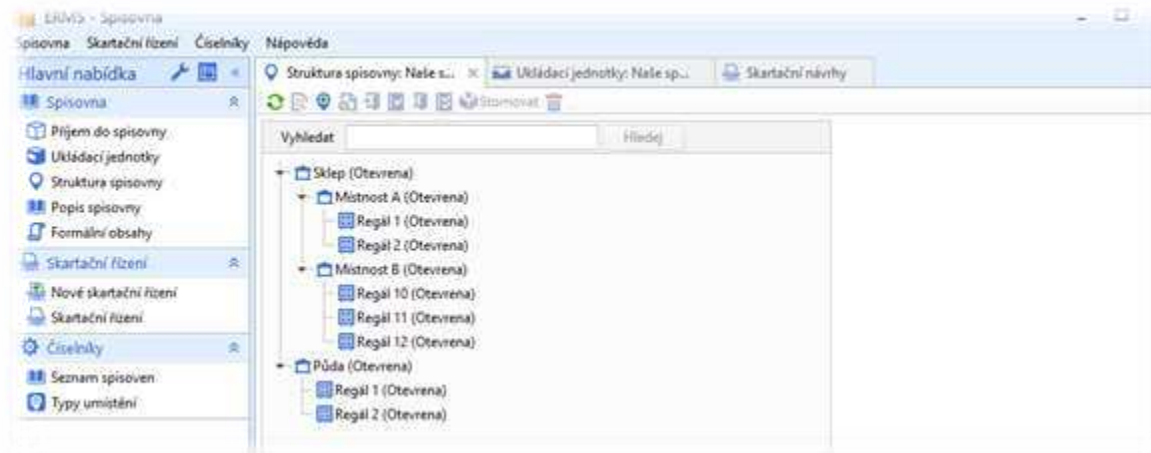 ERMS - Spisovna
Spisovna Skartační řízení Číselníky Nápověda
Hlavní nabídka
Struktura spisovny: Naše s... Ukládací jednotky: Naše sp... Skartační návrhy
Spisovna
Stornovat
Příjem do spisovny
Vyhledat Hledej
Ukládací jednotky
Struktura spisovny
Popis spisovny
Formální obsahy
Skartační řízení
Nové skartační řízení
Skartační řízení
Číselníky
Seznam spisoven
Typy umístění
Sklep (Otevrena)
Místnost A (Otevrena)
Regál 1 (Otevrena)
Regál 2 (Otevrena)
Místnost B (Otevrena)
Regál 10 (Otevrena)
Regál 11 (Otevrena)
Regál 12 (Otevrena)
Půda (Otevrena)
Regál 1 (Otevrena)
Regál 2 (Otevrena)